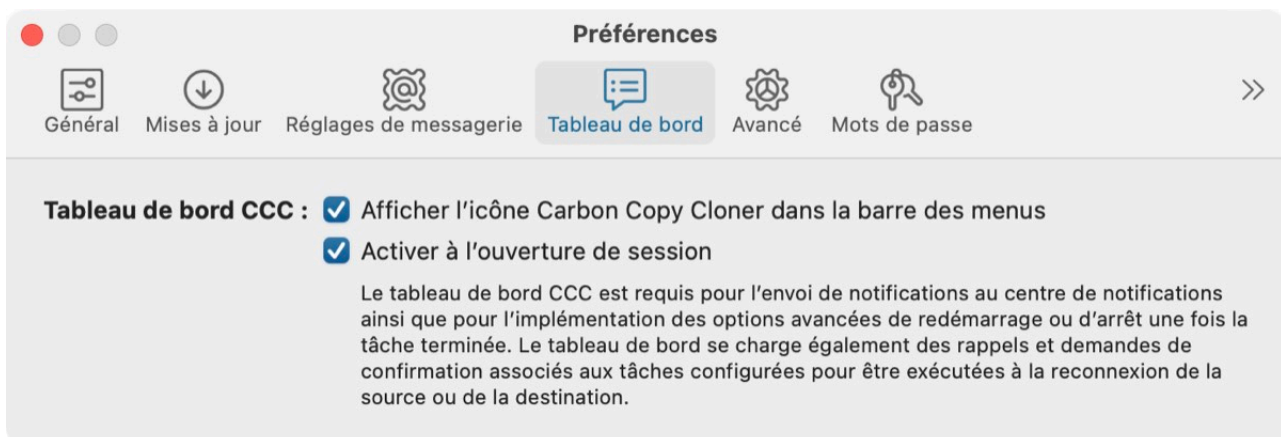 Préférences
Général
Mises à jour
Réglages de messagerie
Tableau de bord
Avancé
Mots de passe
Tableau de bord CCC : Afficher l’icône Carbon Copy Cloner dans la barre des menus
Activer à l’ouverture de session
Le tableau de bord CCC est requis pour l’envoi de notifications au centre de notifications
ainsi que pour l’implémentation des options avancées de redémarrage ou d’arrêt une fois la
tâche terminée. Le tableau de bord se charge également des rappels et demandes de
confirmation associés aux tâches configurées pour être exécutées à la reconnexion de la
source ou de la destination.